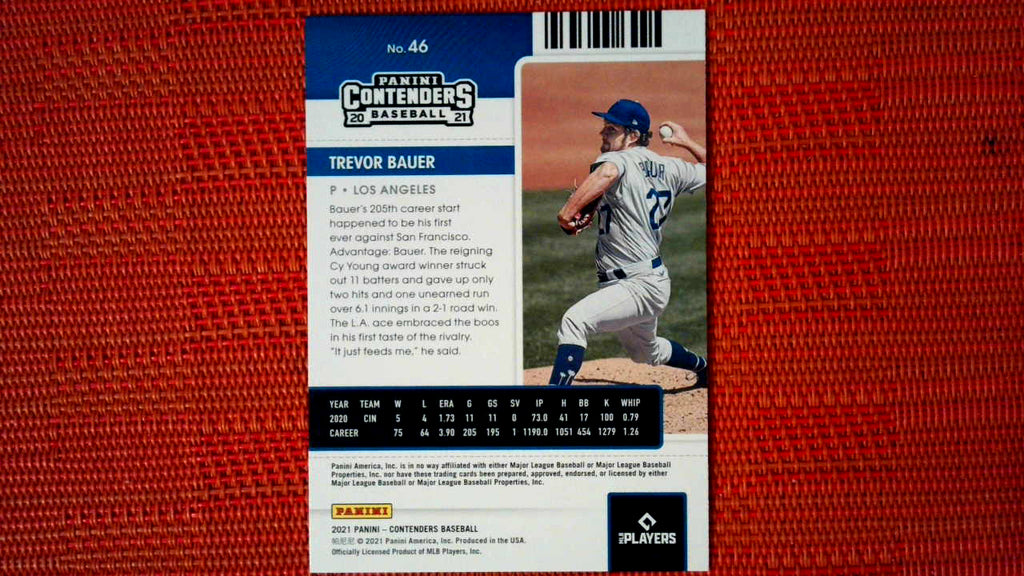 No. 46
PANINI
CONTENDERS
20 BASEBALL 21
TREVOR BAUER
P • LOS ANGELES
Bauer's 205th career start
happened to be his first
ever against San Francisco.
Advantage: Bauer. The reigning
Cy Young award winner struck
out 11 batters and gave up only
two hits and one unearned run
over 6.1 innings in a 2-1 road win.
The L.A. ace embraced the boos
in his first taste of the rivalry.
"It just feeds me," he said.
27
27
YEAR TEAM W L ERA G GS SV IP H BB K WHIP
2020 CIN 5 4 1.73 11 11 0 73.0 41 17 100 0.79
CAREER 75 64 3.90 205 195 1 1190.0 1051 454 1279 1.26
Panini America, Inc. is in no way affiliated with either Major League Baseball or Major League Baseball
Properties, Inc. nor have these trading cards been prepared, approved, endorsed, or licensed by either
Major League Baseball or Major League Baseball Properties, Inc.
PANINI
2021 PANINI – CONTENDERS BASEBALL
帕尼尼 © 2021 Panini America, Inc. Produced in the USA.
Officially Licensed Product of MLB Players, Inc.
MLB PLAYERS